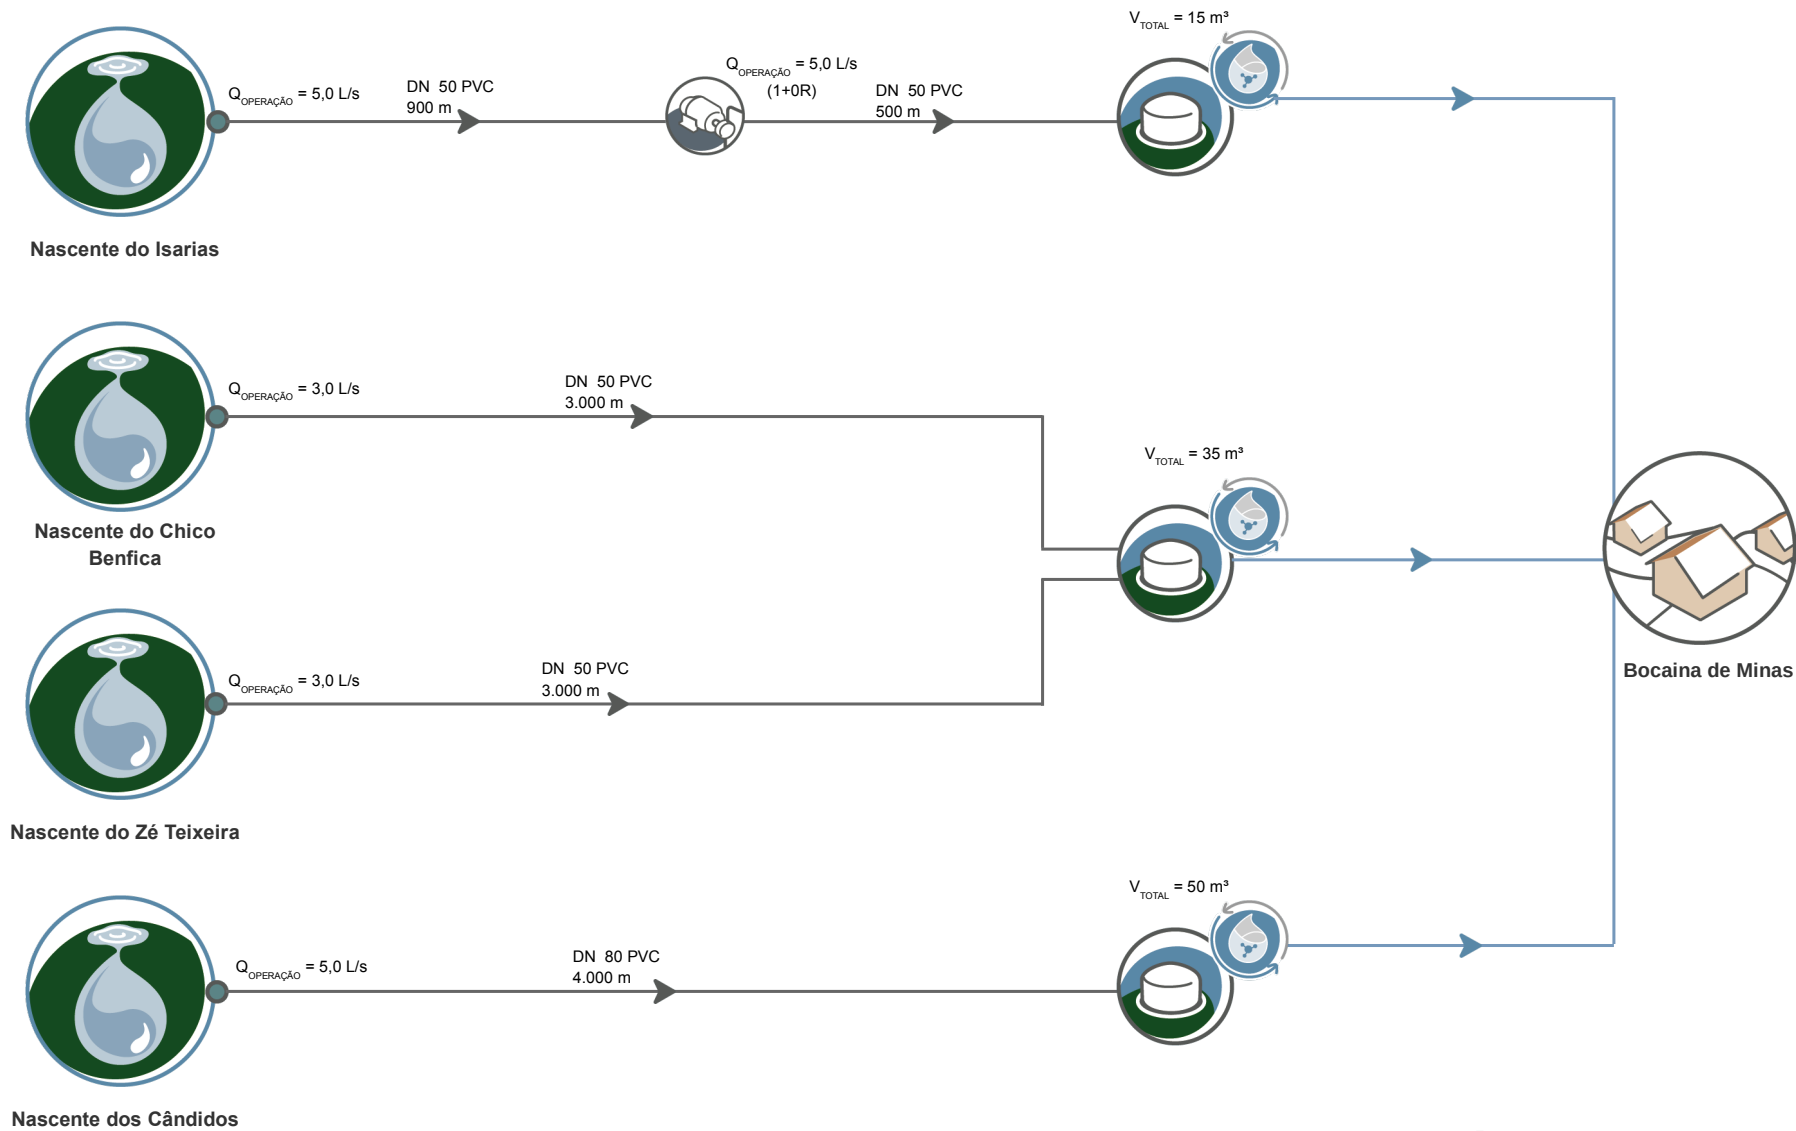 V TOTAL = 15 m³
Q OPERAÇÃO = 5,0 L/s
DN 50 PVC
900 m
Q OPERAÇÃO = 5,0 L/s
(1+0R)
DN 50 PVC
500 m
Nascente do Isarias
Q OPERAÇÃO = 3,0 L/s
DN 50 PVC
3.000 m
Nascente do Chico
Benfica
V TOTAL = 35 m³
Q OPERAÇÃO = 3,0 L/s
DN 50 PVC
3.000 m
Bocaina de Minas
Nascente do Zé Teixeira
V TOTAL = 50 m³
Q OPERAÇÃO = 5,0 L/s
DN 80 PVC
4.000 m
Nascente dos Cândidos